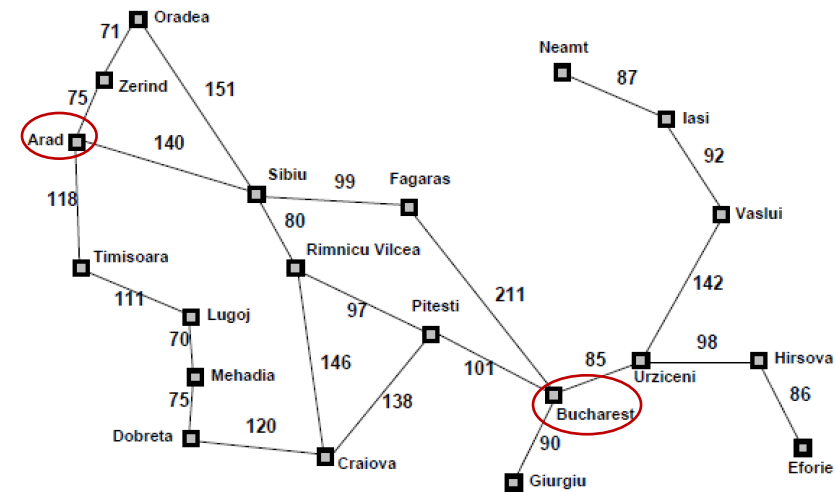 Oradea
71
Neamt
Zerind
87
151
75
Iasi
Arad
140
92
Sibiu
99
Fagaras
118
80
Vaslui
Rimnicu Vilcea
Timisoara
142
111
211
Lugoj
97
Pitesti
70
98
146
85
Hirsova
101
Mehadia
Urziceni
86
75
138
Bucharest
120
Dobreta
90
Craiova
Eforie
Giurgiu